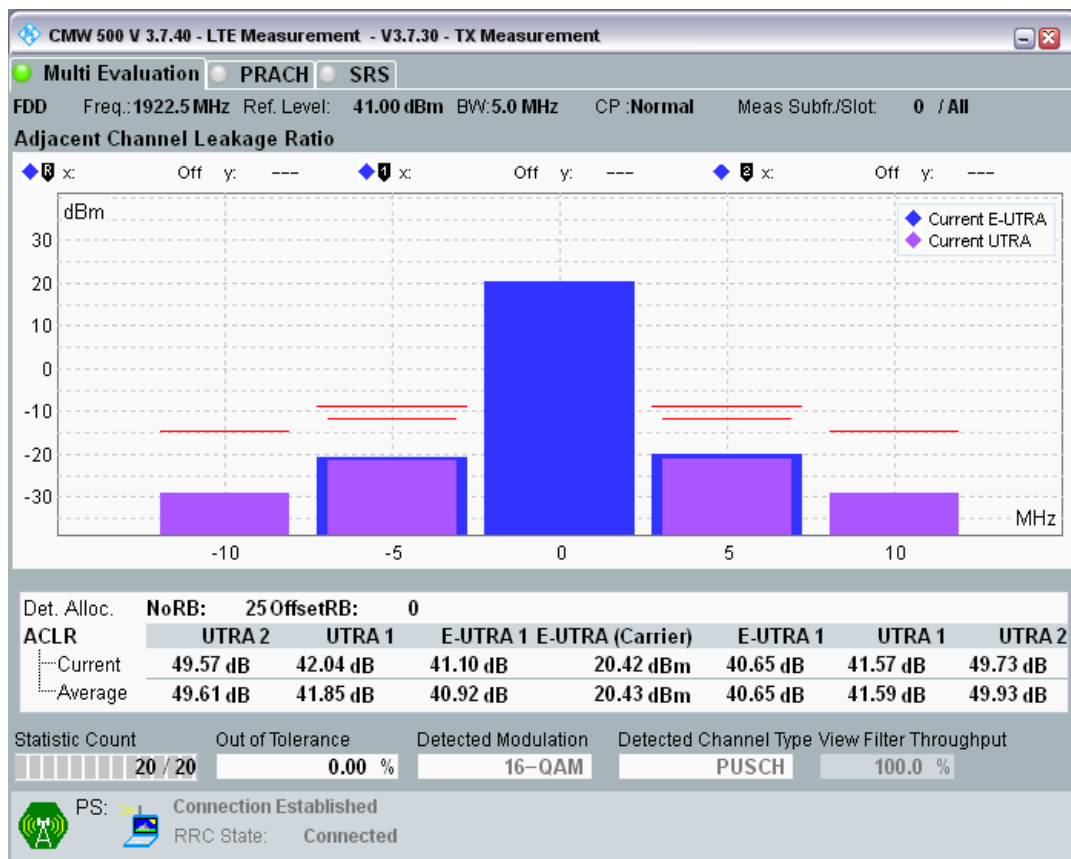 CMW 500 V 3.7.40 - LTE Measurement - V3.7.30 - TX Measurement
Multi Evaluation PRACH SRS
FDD Freq.:1922.5 MHz Ref. Level: 41.00 dBm BW:5.0 MHz CP :Normal Meas Subfr./Slot: 0 / All
Adjacent Channel Leakage Ratio
R x: Off y: --- 1 x: Off y: --- 2 x: Off y: ---
dBm
Current E-UTRA
Current UTRA
30
20
10
0
-10
-20
-30
MHz
-10 -5 0 5 10
Det. Alloc. NoRB: 25 OffsetRB: 0
ACLR UTRA 2 UTRA 1 E-UTRA 1 E-UTRA (Carrier) E-UTRA 1 UTRA 1 UTRA 2
Current 49.57 dB 42.04 dB 41.10 dB 20.42 dBm 40.65 dB 41.57 dB 49.73 dB
Average 49.61 dB 41.85 dB 40.92 dB 20.43 dBm 40.65 dB 41.59 dB 49.93 dB
Statistic Count Out of Tolerance Detected Modulation Detected Channel Type View Filter Throughput
20 / 20 0.00 % 16-QAM PUSCH 100.0 %
PS: Connection Established
RRC State: Connected